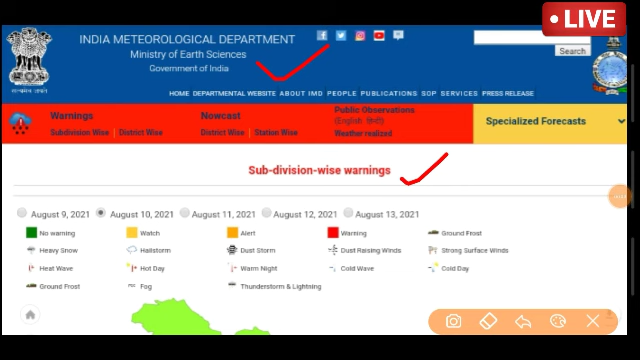 LIVE
INDIA METEOROLOGICAL DEPARTMENT
Ministry of Earth Sciences
Government of India
सत्यमेव जयते
Search
HOME DEPARTMENTAL WEBSITE ABOUT IMD PEOPLE PUBLICATIONS SOP SERVICES PRESS RELEASE
Warnings
Subdivision Wise | District Wise
Nowcast
District Wise | Station Wise
Public Observations
(English हिन्दी)
Weather realized
Specialized Forecasts
Sub-division-wise warnings
August 9, 2021 August 10, 2021 August 11, 2021 August 12, 2021 August 13, 2021
No warning Watch Alert Warning Ground Frost
Heavy Snow Hailstorm Dust Storm Dust Raising Winds Strong Surface Winds
Heat Wave Hot Day Warm Night Cold Wave Cold Day
Ground Frost Fog Thunderstorm & Lightning